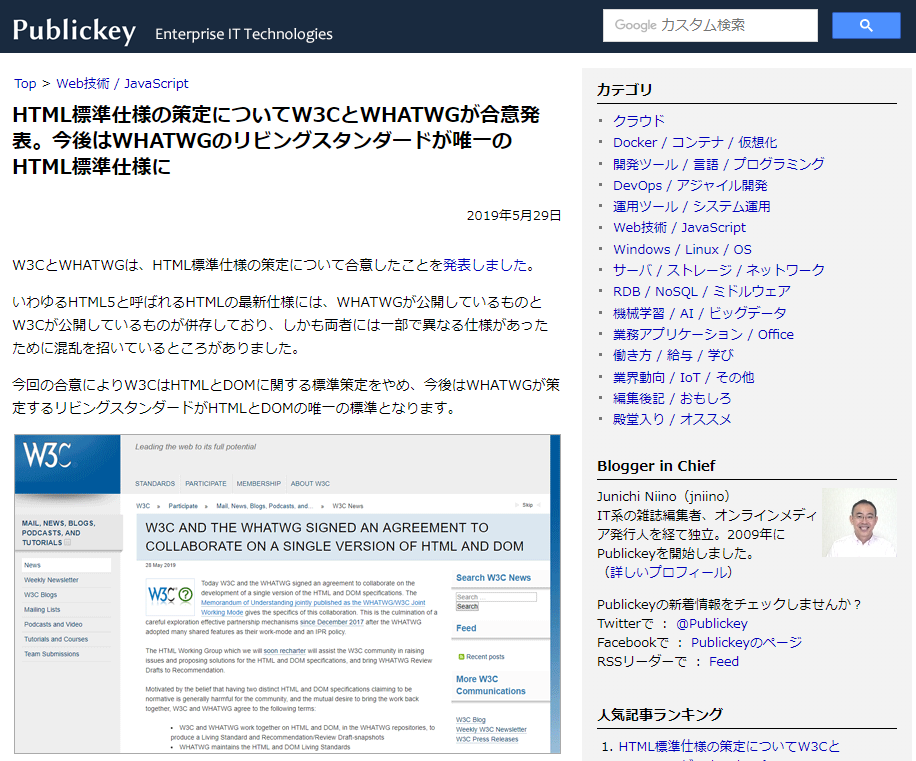 Publickey Enterprise IT Technologies
Google カスタム検索
Top > Web技術 / JavaScript
HTML標準仕様の策定についてW3CとWHATWGが合意発
表。今後はWHATWGのリビングスタンダードが唯一の
HTML標準仕様に
2019年5月29日
W3CとWHATWGは、HTML標準仕様の策定について合意したことを発表しました。
いわゆるHTML5と呼ばれるHTMLの最新仕様には、WHATWGが公開しているものと
W3Cが公開しているものが併存しており、しかも両者には一部で異なる仕様があった
ために混乱を招いているところがありました。
今回の合意によりW3CはHTMLとDOMに関する標準策定をやめ、今後はWHATWGが策
定するリビングスタンダードがHTMLとDOMの唯一の標準となります。
W3C
Leading the web to its full potential
STANDARDS PARTICIPATE MEMBERSHIP ABOUT W3C
W3C » Participate » Mail, News, Blogs, Podcasts, and… » W3C News
Skip
MAIL, NEWS, BLOGS,
PODCASTS, AND
TUTORIALS
News
Weekly Newsletter
W3C Blogs
Mailing Lists
Podcasts and Video
Tutorials and Courses
Team Submissions
W3C AND THE WHATWG SIGNED AN AGREEMENT TO
COLLABORATE ON A SINGLE VERSION OF HTML AND DOM
28 May 2019
W3C
Today W3C and the WHATWG signed an agreement to collaborate on the
development of a single version of the HTML and DOM specifications. The
Memorandum of Understanding jointly published as the WHATWG/W3C Joint
Working Mode gives the specifics of this collaboration. This is the culmination of a
careful exploration effective partnership mechanisms since December 2017 after the WHATWG
adopted many shared features as their work-mode and an IPR policy.
The HTML Working Group which we will soon recharter will assist the W3C community in raising
issues and proposing solutions for the HTML and DOM specifications, and bring WHATWG Review
Drafts to Recommendation.
Motivated by the belief that having two distinct HTML and DOM specifications claiming to be
normative is generally harmful for the community, and the mutual desire to bring the work back
together, W3C and WHATWG agree to the following terms:
• W3C and WHATWG work together on HTML and DOM, in the WHATWG repositories, to
produce a Living Standard and Recommendation/Review Draft-snapshots
• WHATWG maintains the HTML and DOM Living Standards
Search W3C News
Search …
Search
Feed
Recent posts
More W3C
Communications
W3C Blog
Weekly W3C Newsletter
W3C Press Releases
カテゴリ
クラウド
Docker / コンテナ / 仮想化
開発ツール / 言語 / プログラミング
DevOps / アジャイル開発
運用ツール / システム運用
Web技術 / JavaScript
Windows / Linux / OS
サーバ / ストレージ / ネットワーク
RDB / NoSQL / ミドルウェア
機械学習 / AI / ビッグデータ
業務アプリケーション / Office
働き方 / 給与 / 学び
業界動向 / IoT / その他
編集後記 / おもしろ
殿堂入り / オススメ
Blogger in Chief
Junichi Niino（jniino）
IT系の雑誌編集者、オンラインメディ
ア発行人を経て独立。2009年に
Publickeyを開始しました。
（詳しいプロフィール）
Publickeyの新着情報をチェックしませんか？
Twitterで ： @Publickey
Facebookで ： Publickeyのページ
RSSリーダーで ： Feed
人気記事ランキング
1. HTML標準仕様の策定についてW3Cと